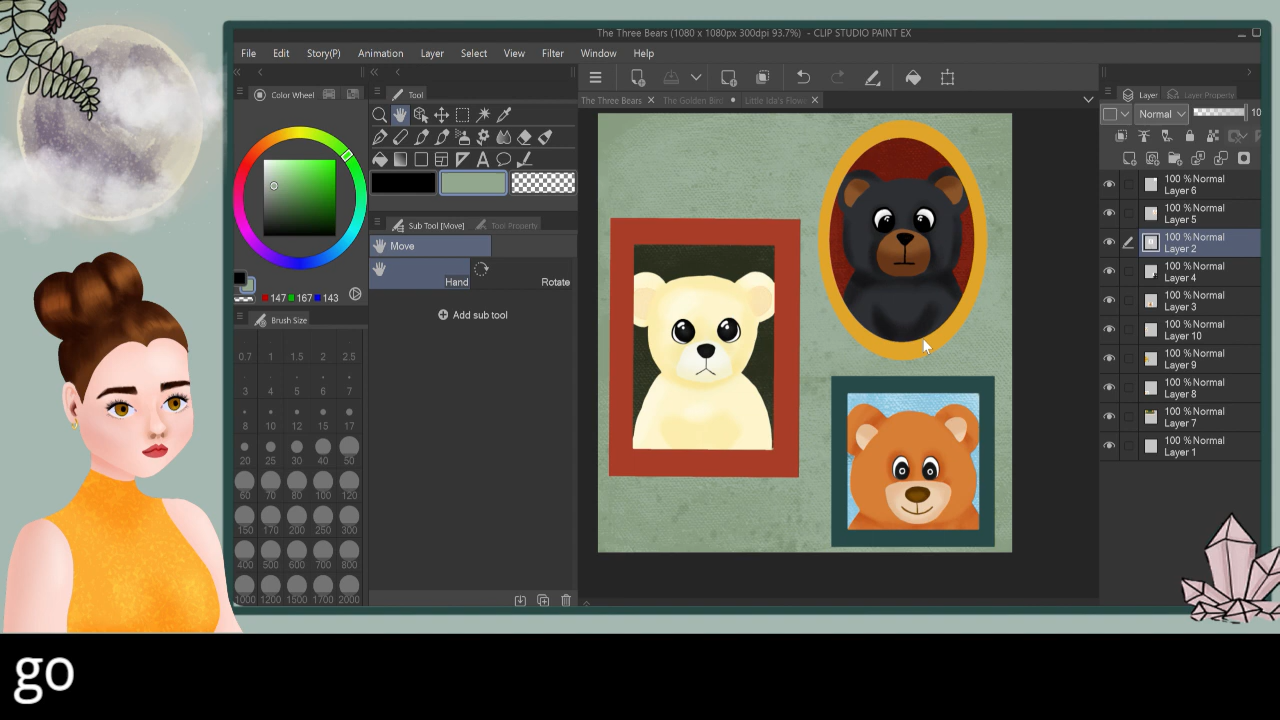 The Three Bears (1080 x 1080px 300dpi 93.7%) - CLIP STUDIO PAINT EX
File Edit Story(P) Animation Layer Select View Filter Window Help
Color Wheel
Tool
The Three Bears The Golden Bird Little Ida's Flow
Layer Layer Property
Normal 10
Sub Tool [Move] Tool Property
Move
Hand Rotate
Add sub tool
147 167 143
Brush Size
0.7 1 1.5 2 2.5
3 4 5 6 7
8 10 12 15 17
20 25 30 40 50
60 70 80 100 120
150 170 200 250 300
400 500 600 700 800
1000 1200 1500 1700 2000
100 % Normal
Layer 6
100 % Normal
Layer 5
100 % Normal
Layer 2
100 % Normal
Layer 4
100 % Normal
Layer 3
100 % Normal
Layer 10
100 % Normal
Layer 9
100 % Normal
Layer 8
100 % Normal
Layer 7
100 % Normal
Layer 1
go